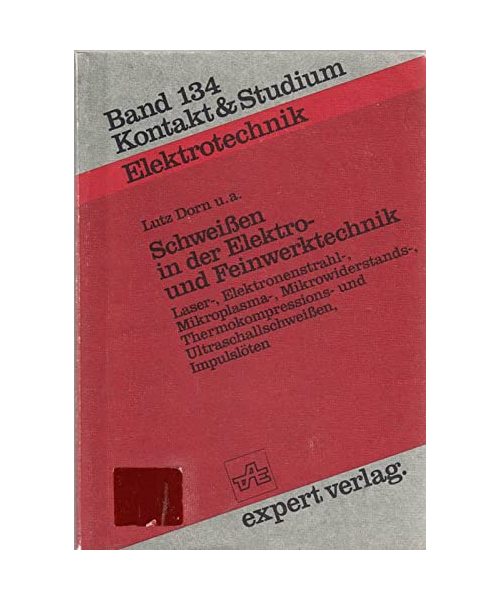 Band 134
Kontakt & Studium
Elektrotechnik
Lutz Dorn u.a.
Schweißen
in der Elektro-
und Feinwerktechnik
Laser-, Elektronenstrahl-,
Mikroplasma-, Mikrowiderstands-,
Thermokompressions- und
Ultraschallschweißen,
Impulslöten
TAE
expert verlag.